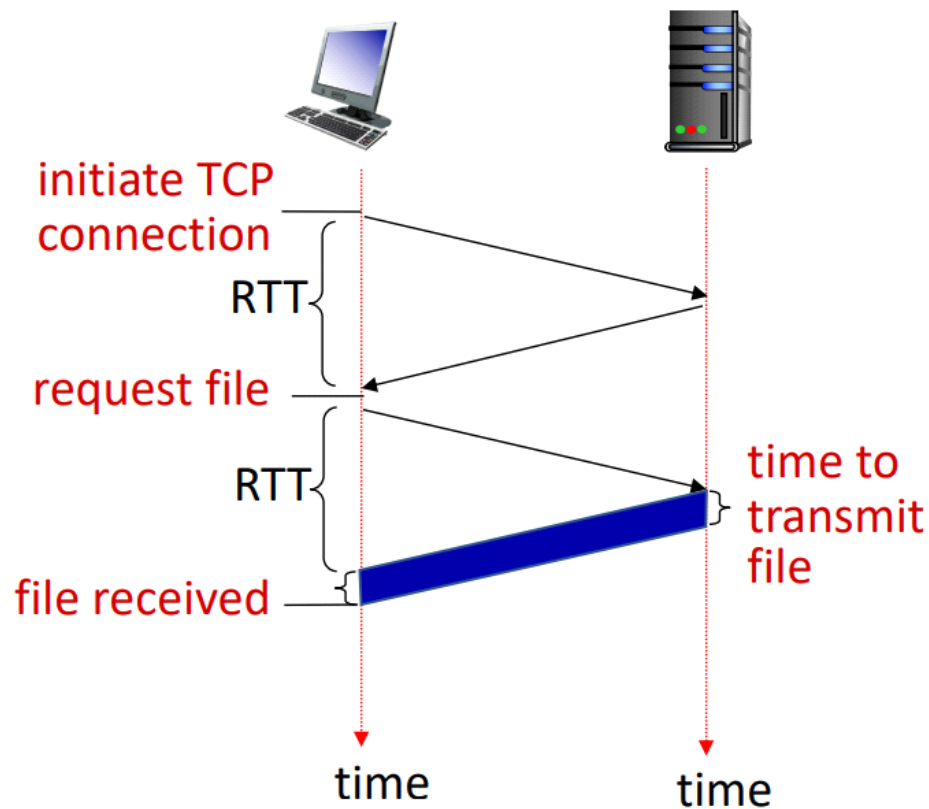 initiate TCP
connection
RTT
request file
RTT
time to
transmit
file
file received
time
time